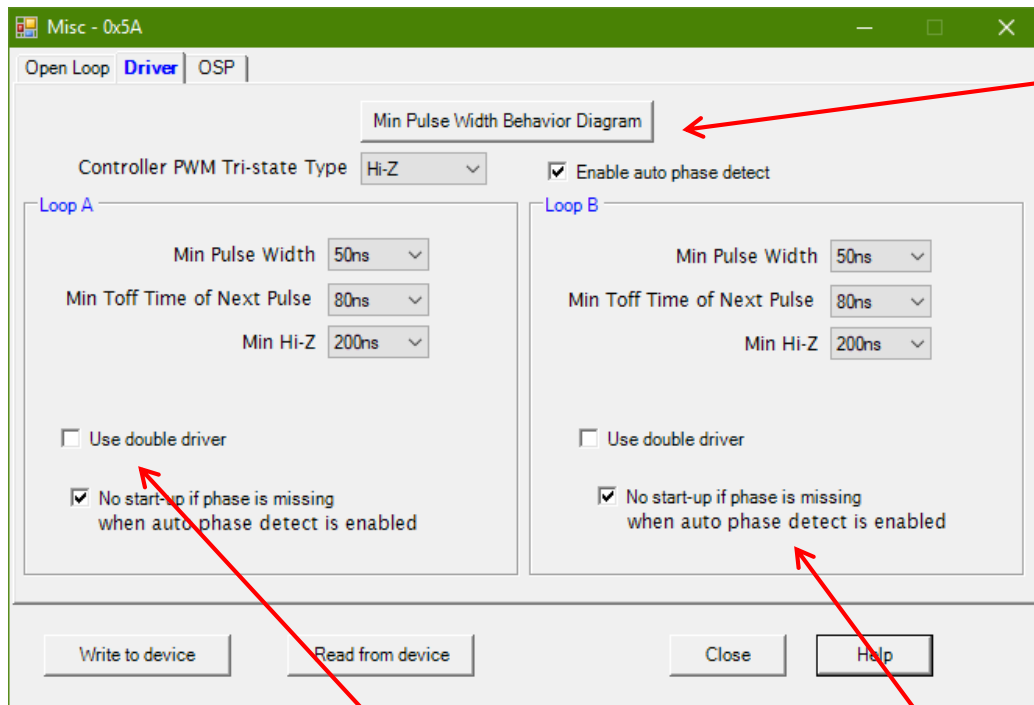 Misc - 0x5A
Open Loop Driver OSP
Min Pulse Width Behavior Diagram
Controller PWM Tri-state Type Hi-Z
Enable auto phase detect
Loop A
Min Pulse Width 50ns
Min Toff Time of Next Pulse 80ns
Min Hi-Z 200ns
Use double driver
No start-up if phase is missing
when auto phase detect is enabled
Loop B
Min Pulse Width 50ns
Min Toff Time of Next Pulse 80ns
Min Hi-Z 200ns
Use double driver
No start-up if phase is missing
when auto phase detect is enabled
Write to device Read from device Close Help